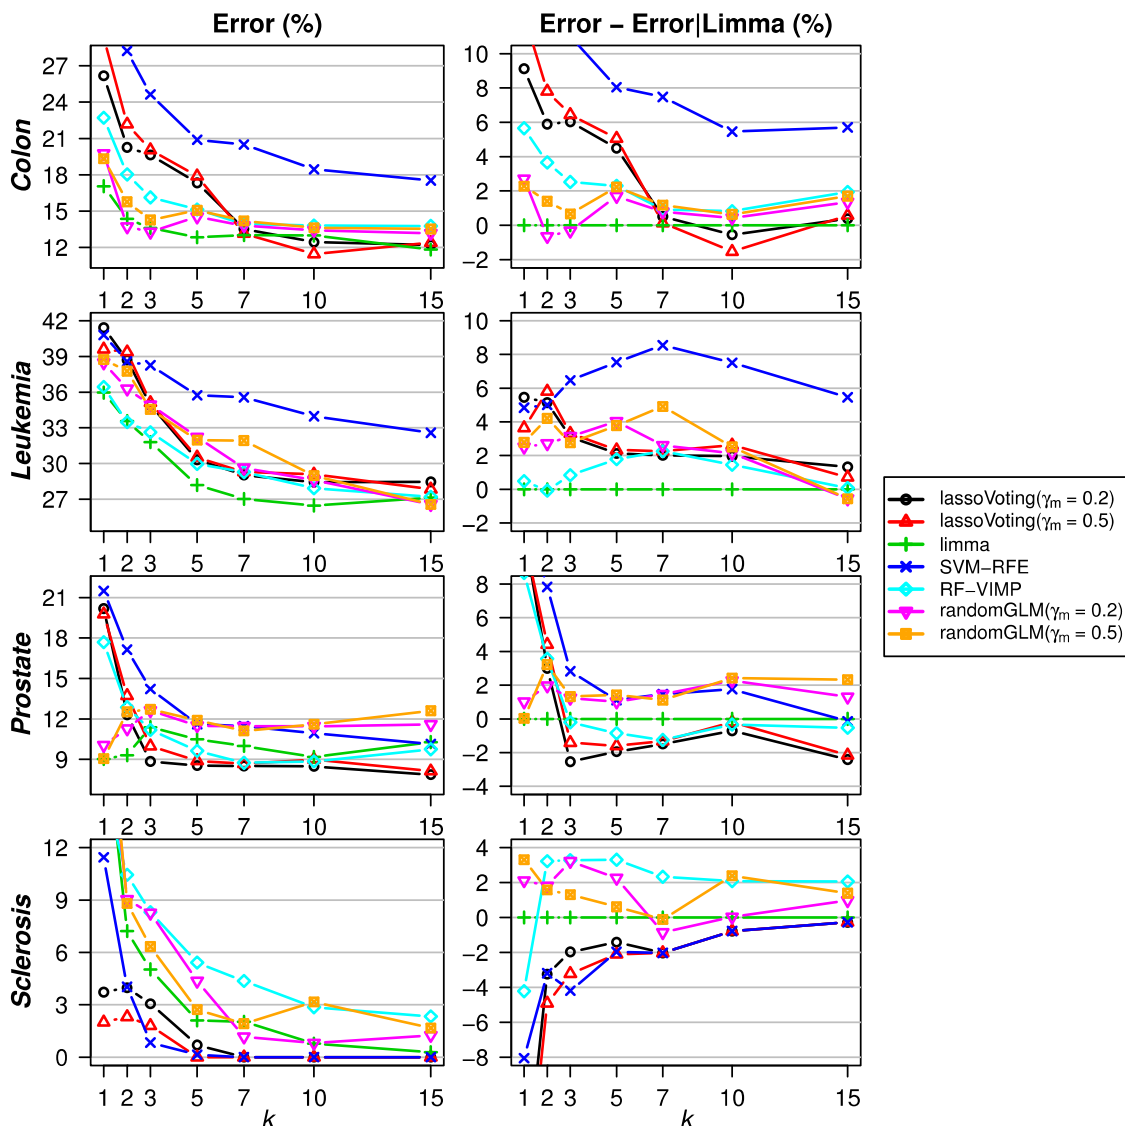 Error (%)
Error − Error|Limma (%)
Colon
27
24
21
18
15
12
1 2 3 5 7 10 15
10
8
6
4
2
0
−2
1 2 3 5 7 10 15
Leukemia
42
39
36
33
30
27
1 2 3 5 7 10 15
10
8
6
4
2
0
−2
1 2 3 5 7 10 15
lassoVoting(γm = 0.2)
lassoVoting(γm = 0.5)
limma
SVM−RFE
RF−VIMP
randomGLM(γm = 0.2)
randomGLM(γm = 0.5)
Prostate
21
18
15
12
9
1 2 3 5 7 10 15
8
6
4
2
0
−2
−4
1 2 3 5 7 10 15
Sclerosis
12
9
6
3
0
1 2 3 5 7 10 15
k
4
2
0
−2
−4
−6
−8
1 2 3 5 7 10 15
k